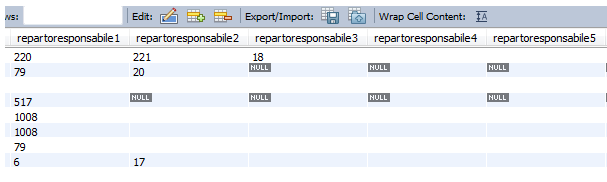 ws: Edit: Export/Import: Wrap Cell Content: IA
repartoresponsabile1 repartoresponsabile2 repartoresponsabile3 repartoresponsabile4 repartoresponsabile5
220 221 18
79 20 NULL NULL NULL
517 NULL NULL NULL NULL
1008
1008
79
6 17